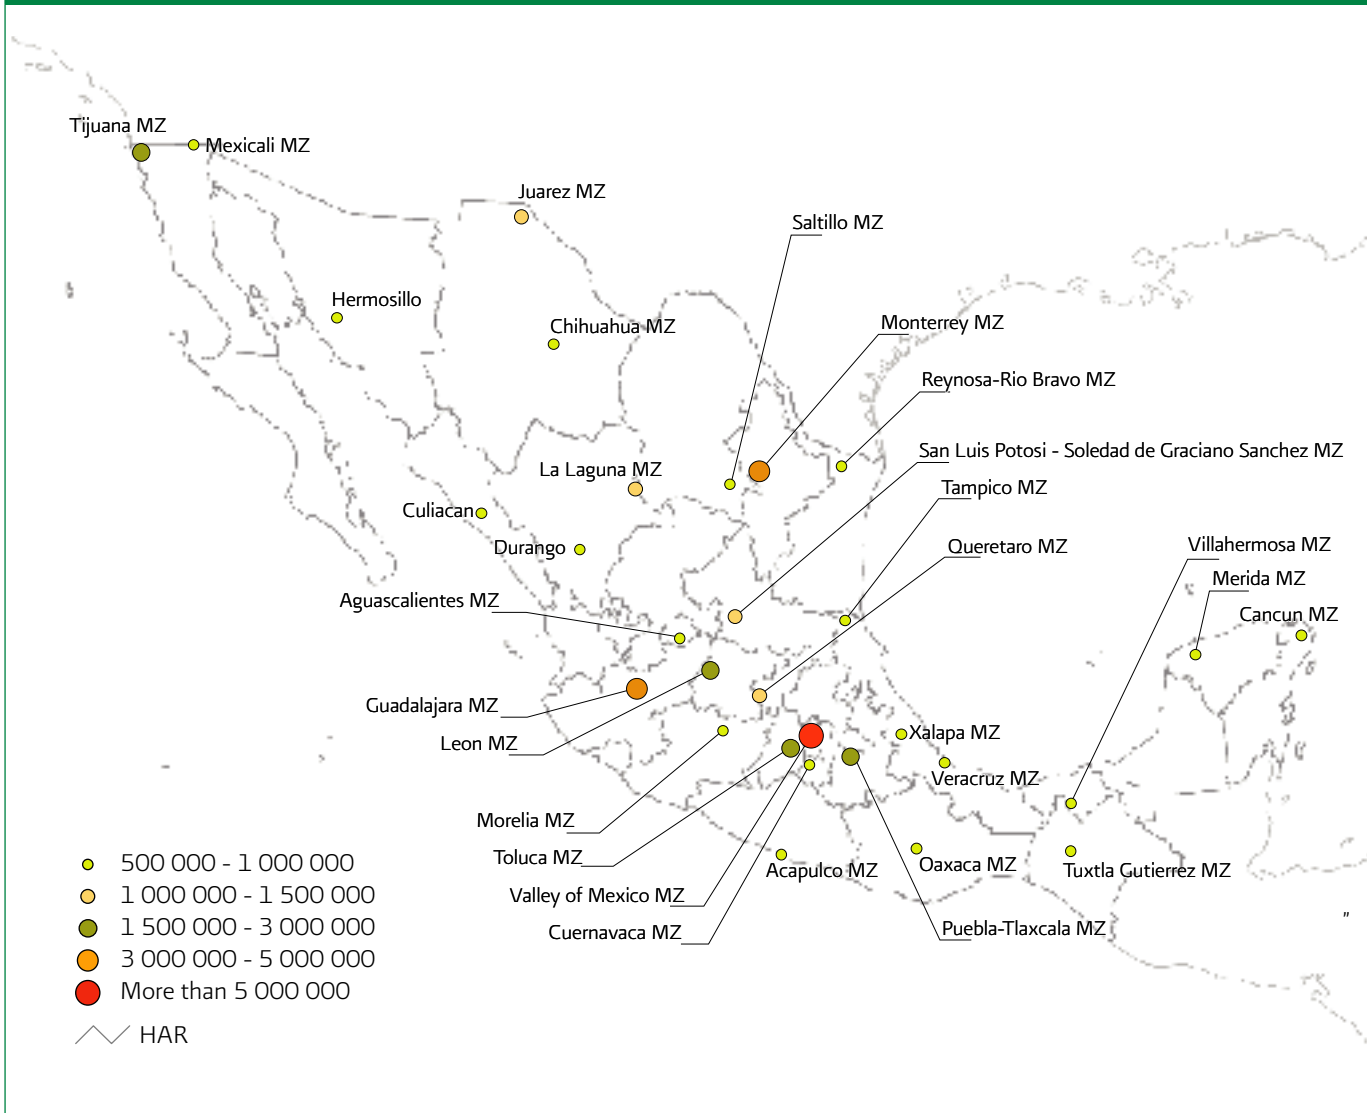 Tijuana MZ
Mexicali MZ
Juarez MZ
Saltillo MZ
Hermosillo
Chihuahua MZ
Monterrey MZ
Reynosa-Rio Bravo MZ
San Luis Potosi - Soledad de Graciano Sanchez MZ
La Laguna MZ
Tampico MZ
Culiacan
Durango
Queretaro MZ
Villahermosa MZ
Merida MZ
Aguascalientes MZ
Cancun MZ
Guadalajara MZ
Leon MZ
Xalapa MZ
Veracruz MZ
Morelia MZ
Toluca MZ
Acapulco MZ
Oaxaca MZ
Tuxtla Gutierrez MZ
Valley of Mexico MZ
Cuernavaca MZ
Puebla-Tlaxcala MZ
"
500 000 - 1 000 000
1 000 000 - 1 500 000
1 500 000 - 3 000 000
3 000 000 - 5 000 000
More than 5 000 000
HAR